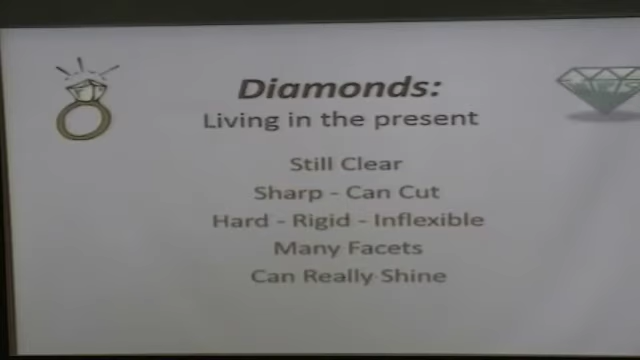 Diamonds:
Living in the present
Still Clear
Sharp - Can Cut
Hard - Rigid - Inflexible
Many Facets
Can Really Shine